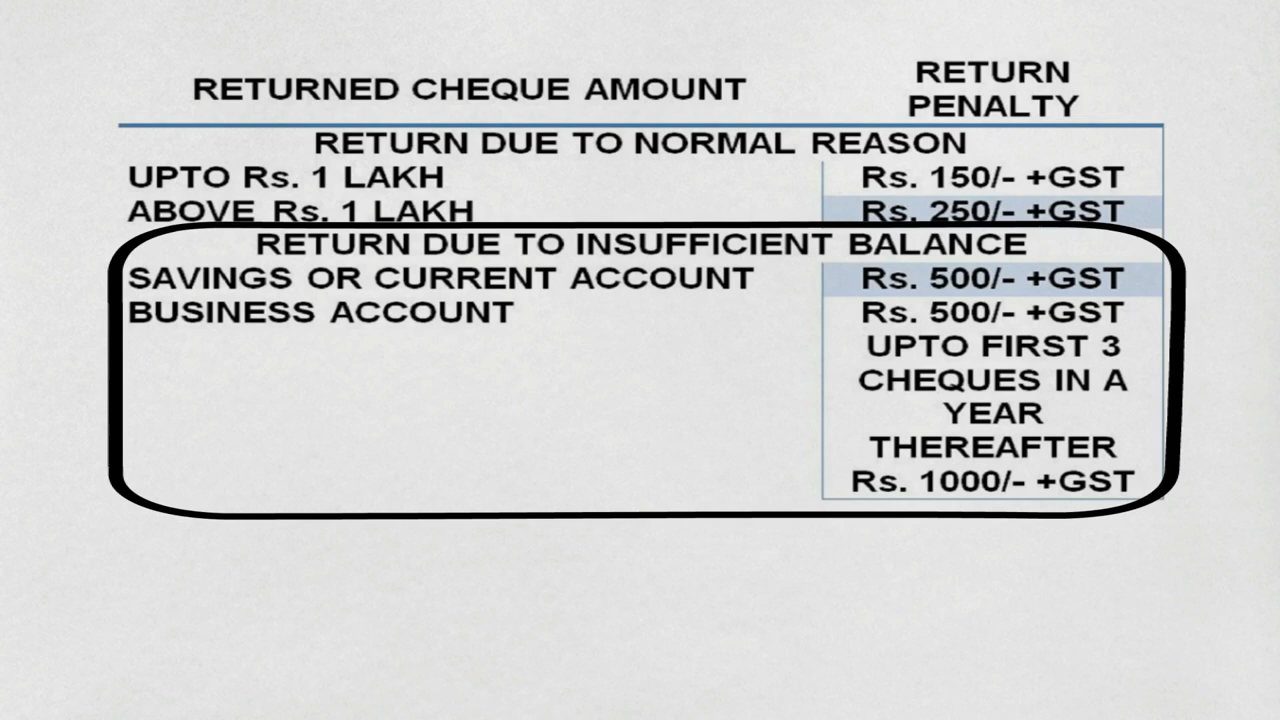 RETURNED CHEQUE AMOUNT
RETURN
PENALTY
RETURN DUE TO NORMAL REASON
UPTO Rs. 1 LAKH Rs. 150/- +GST
ABOVE Rs. 1 LAKH Rs. 250/- +GST
RETURN DUE TO INSUFFICIENT BALANCE
SAVINGS OR CURRENT ACCOUNT Rs. 500/- +GST
BUSINESS ACCOUNT Rs. 500/- +GST
UPTO FIRST 3
CHEQUES IN A
YEAR
THEREAFTER
Rs. 1000/- +GST